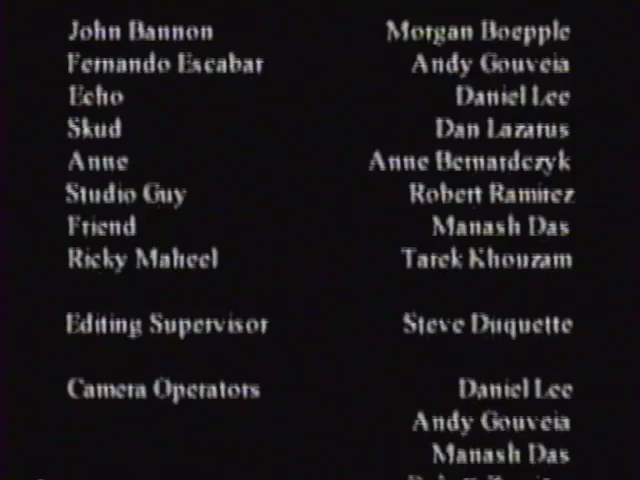 John Bannon Morgan Boepple
Fernando Escabar Andy Gouveia
Echo Daniel Lee
Skud Dan Lazarus
Anne Anne Bernardczyk
Studio Guy Robert Ramirez
Friend Manash Das
Ricky Maheel Tarek Khouzam
Editing Supervisor Steve Duquette
Camera Operators Daniel Lee
Andy Gouveia
Manash Das